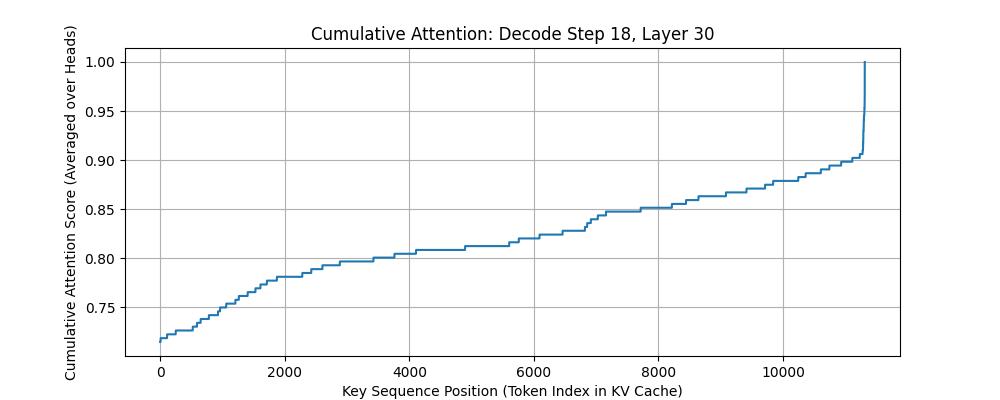 Cumulative Attention: Decode Step 18, Layer 30
Cumulative Attention Score (Averaged over Heads)
1.00
0.95
0.90
0.85
0.80
0.75
0 2000 4000 6000 8000 10000
Key Sequence Position (Token Index in KV Cache)